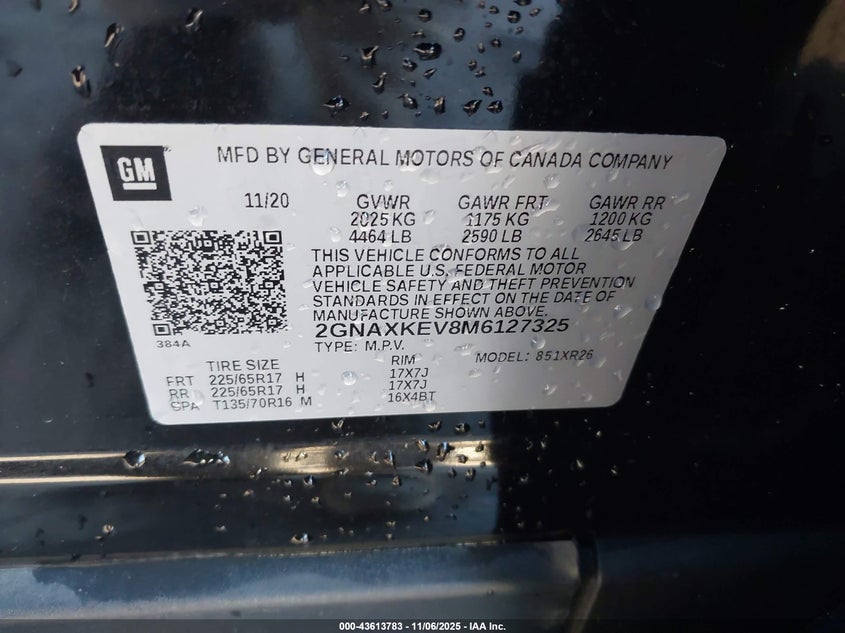 GM
MFD BY GENERAL MOTORS OF CANADA COMPANY
11/20 GVWR GAWR FRT GAWR RR
2025 KG 1175 KG 1200 KG
4464 LB 2590 LB 2645 LB
THIS VEHICLE CONFORMS TO ALL
APPLICABLE U.S. FEDERAL MOTOR
VEHICLE SAFETY AND THEFT PREVENTION
STANDARDS IN EFFECT ON THE DATE OF
MANUFACTURE SHOWN ABOVE.
2GNAXKEV8M6127325
384A
TYPE: M.P.V. MODEL: 851XR26
TIRE SIZE RIM
FRT 225/65R17 H 17X7J
RR 225/65R17 H 17X7J
SPA T135/70R16 M 16X4BT
000-43613783 - 11/06/2025 - IAA Inc.